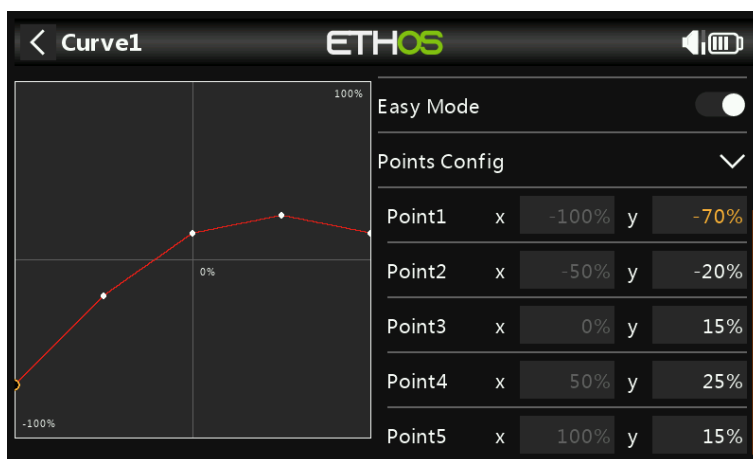 Curve1
ETHOS
100%
0%
-100%
Easy Mode
Points Config
Point1 x -100% y -70%
Point2 x -50% y -20%
Point3 x 0% y 15%
Point4 x 50% y 25%
Point5 x 100% y 15%